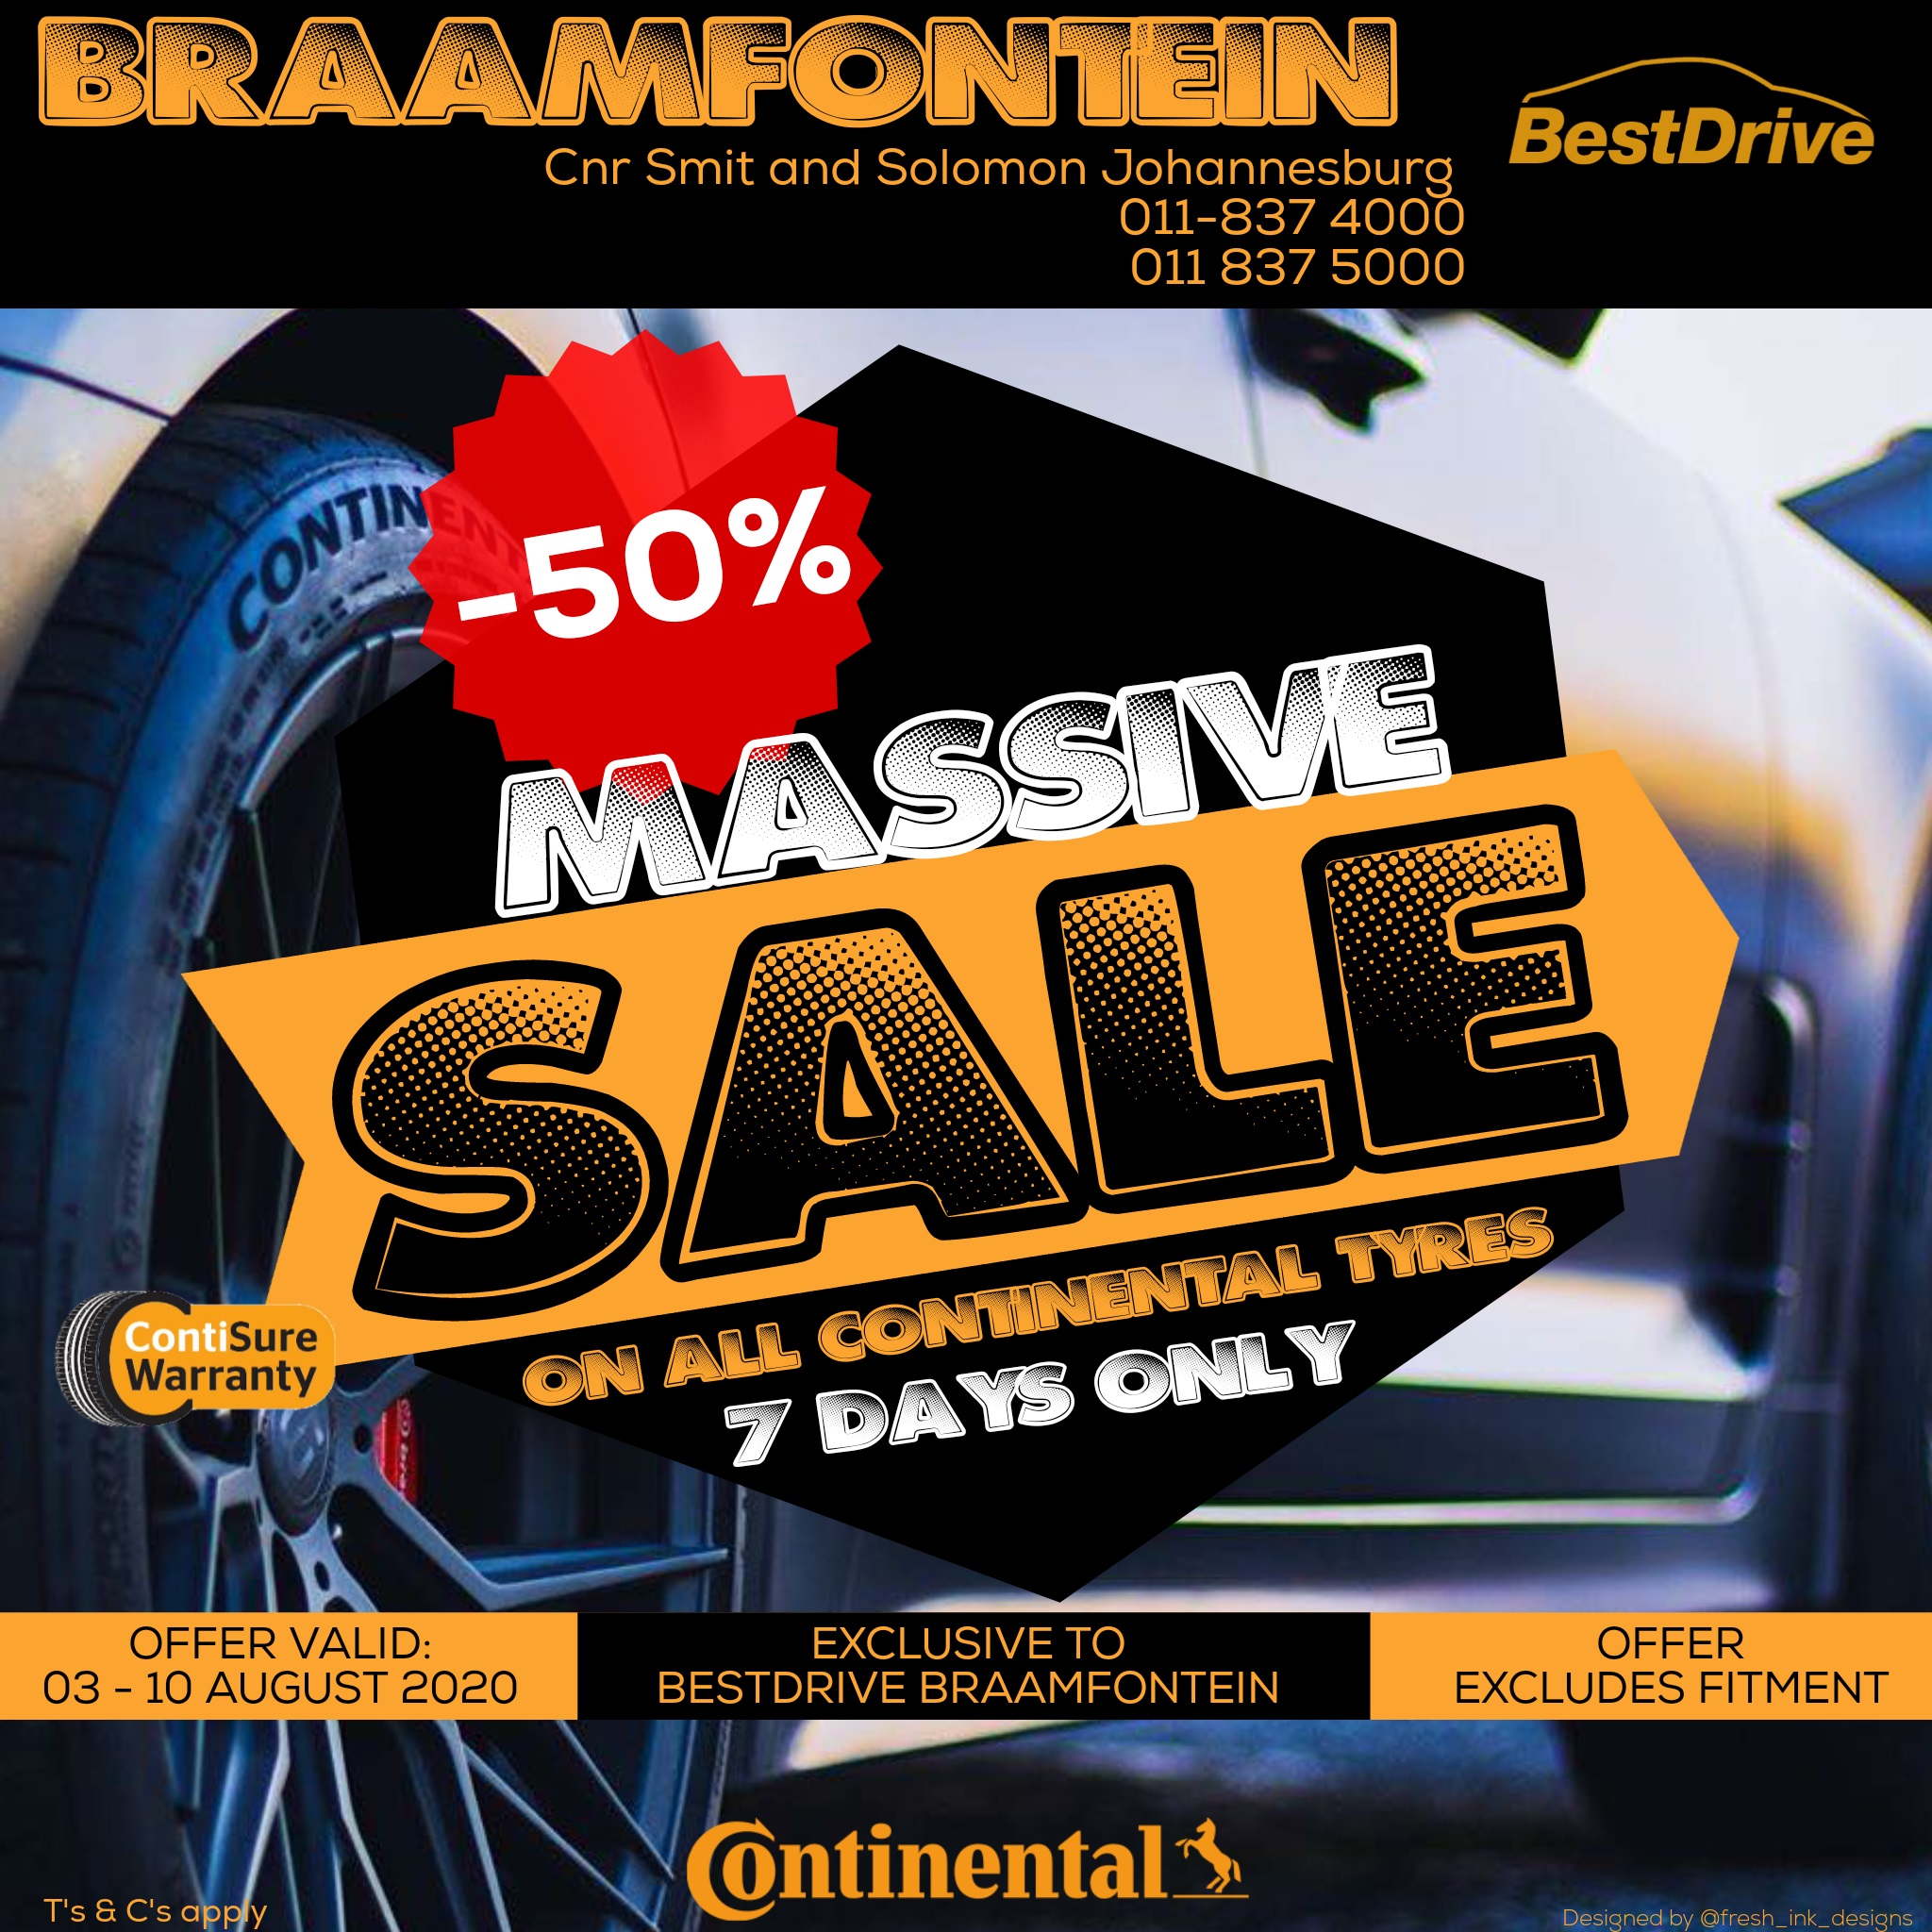 BRAAMFONTEIN
BestDrive
Cnr Smit and Solomon Johannesburg
011-837 4000
011 837 5000
CONTINENT
-50%
MASSIVE
SALE
ON ALL CONTINENTAL TYRES
7 DAYS ONLY
ContiSure
Warranty
OFFER VALID:
03 - 10 AUGUST 2020
EXCLUSIVE TO
BESTDRIVE BRAAMFONTEIN
OFFER
EXCLUDES FITMENT
Continental
T's & C's apply
Designed by @fresh_ink_designs